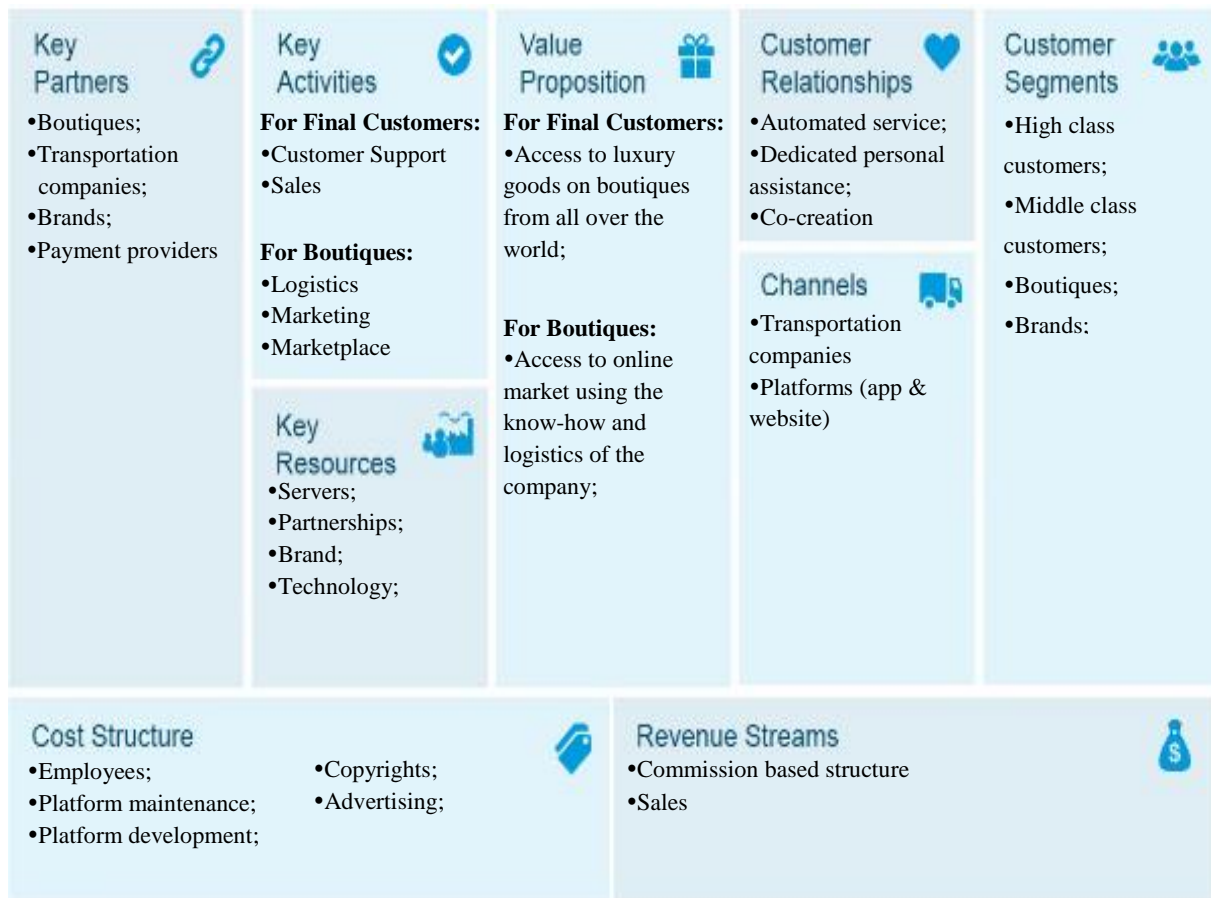 Key
Partners
•Boutiques;
•Transportation
companies;
•Brands;
•Payment providers
Key
Activities
For Final Customers:
•Customer Support
•Sales
For Boutiques:
•Logistics
•Marketing
•Marketplace
Key
Resources
•Servers;
•Partnerships;
•Brand;
•Technology;
Value
Proposition
For Final Customers:
•Access to luxury
goods on boutiques
from all over the
world;
For Boutiques:
•Access to online
market using the
know-how and
logistics of the
company;
Customer
Relationships
•Automated service;
•Dedicated personal
assistance;
•Co-creation
Channels
•Transportation
companies
•Platforms (app &
website)
Customer
Segments
•High class
customers;
•Middle class
customers;
•Boutiques;
•Brands;
Cost Structure
•Employees;
•Platform maintenance;
•Platform development;
•Copyrights;
•Advertising;
Revenue Streams
•Commission based structure
•Sales
$